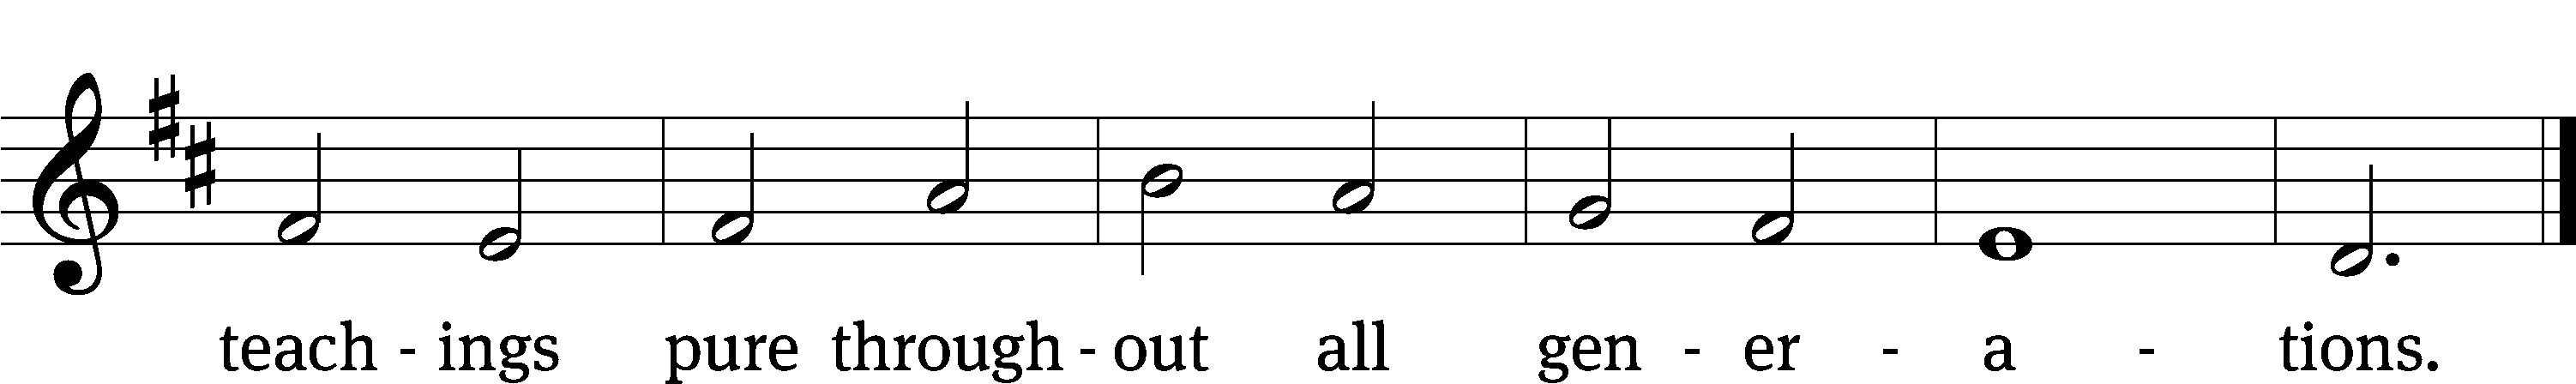 teach - ings pure through - out all gen - er - a - tions.